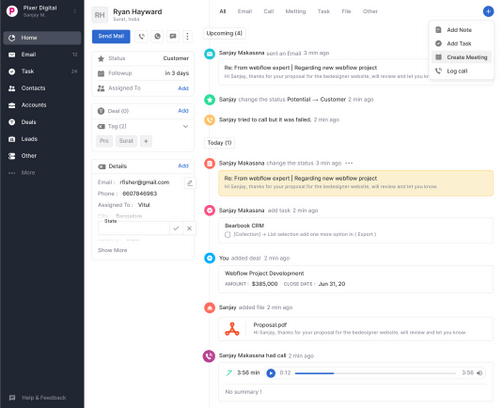 Pixer Digital
Sanjay M.
Home
Email
12
Task
24
Contacts
Accounts
Deals
Leads
Other
More
Help & Feedback
RH
Ryan Hayward
Surat, India
Send Mail
Status
Customer
Followup
in 3 days
Assigned To
Add
Deal (0)
Add
Tag (2)
Pro
Surat
+
Details
Add
Email :
rfisher@gmail.com
Phone :
6607846963
Assigned To :
Vitul
City :
Bangalore
State
Show More
All
Email
Call
Metting
Task
File
Other
Add Note
Add Task
Create Meeting
Log call
Upcoming (4)
Sanjay Makasana sent an Email 3 min ago
Re: From webflow expert | Regarding new webflow project
Hi Sanjay, thanks for your proposal for the bedesigner website, will review and let you
Sanjay change the status Potential → Customer 2 min ago
Sanjay tried to call but it was failed. 2 min ago
Today (1)
Sanjay Makasana change the status 3 min ago
Re: From webflow expert | Regarding new webflow project
Hi Sanjay, thanks for your proposal for the bedesigner website, will review and let you know.
Sanjay Makasana add task 2 min ago
Bearbook CRM
[Collection] → List selection add one more option in ( Export )
You added deal 2 min ago
Webflow Project Development
AMOUNT : $385,000 CLOSE DATE : Jun 31, 20
Sanjay added file 2 min ago
Proposal.pdf
Hi Sanjay, thanks for your proposal for the bedesigner website, will review and let you know.
Sanjay Makasana had call 2 min ago
3:56 min
0:12
3:56
No summary !